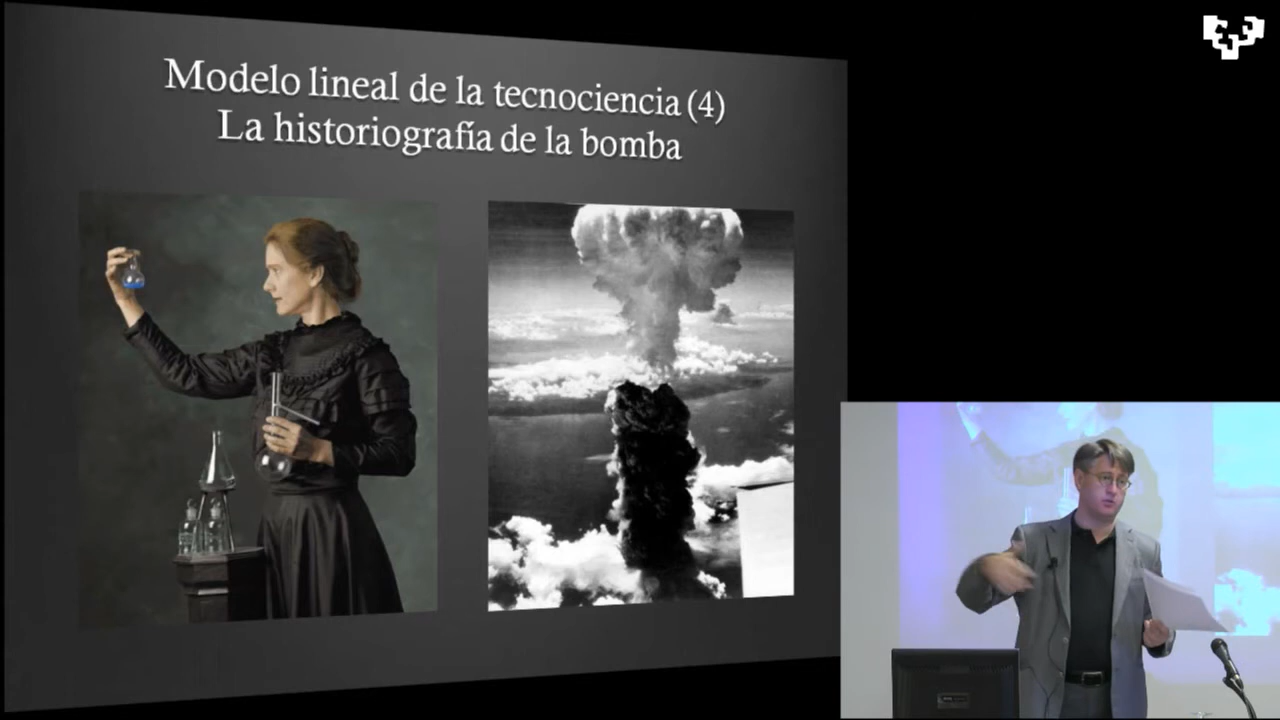 Modelo lineal de la tecnociencia (4)
La historiografía de la bomba